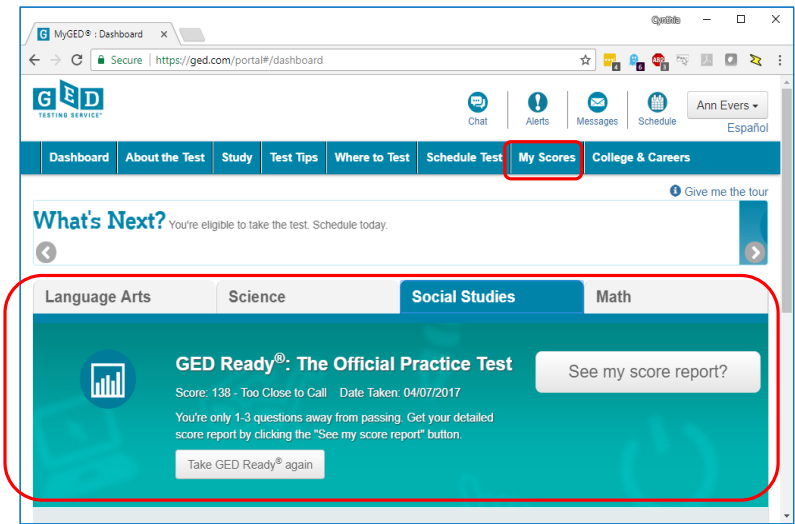 Cynthia
MyGED® : Dashboard
Secure | https://ged.com/portal#/dashboard
GED
TESTING SERVICE®
Chat
Alerts
Messages
Schedule
Ann Evers
Español
Dashboard About the Test Study Test Tips Where to Test Schedule Test My Scores College & Careers
Give me the tour
What's Next? You're eligible to take the test. Schedule today.
Language Arts Science Social Studies Math
GED Ready®: The Official Practice Test
See my score report?
Score: 138 - Too Close to Call Date Taken: 04/07/2017
You're only 1-3 questions away from passing. Get your detailed
score report by clicking the "See my score report" button.
Take GED Ready® again